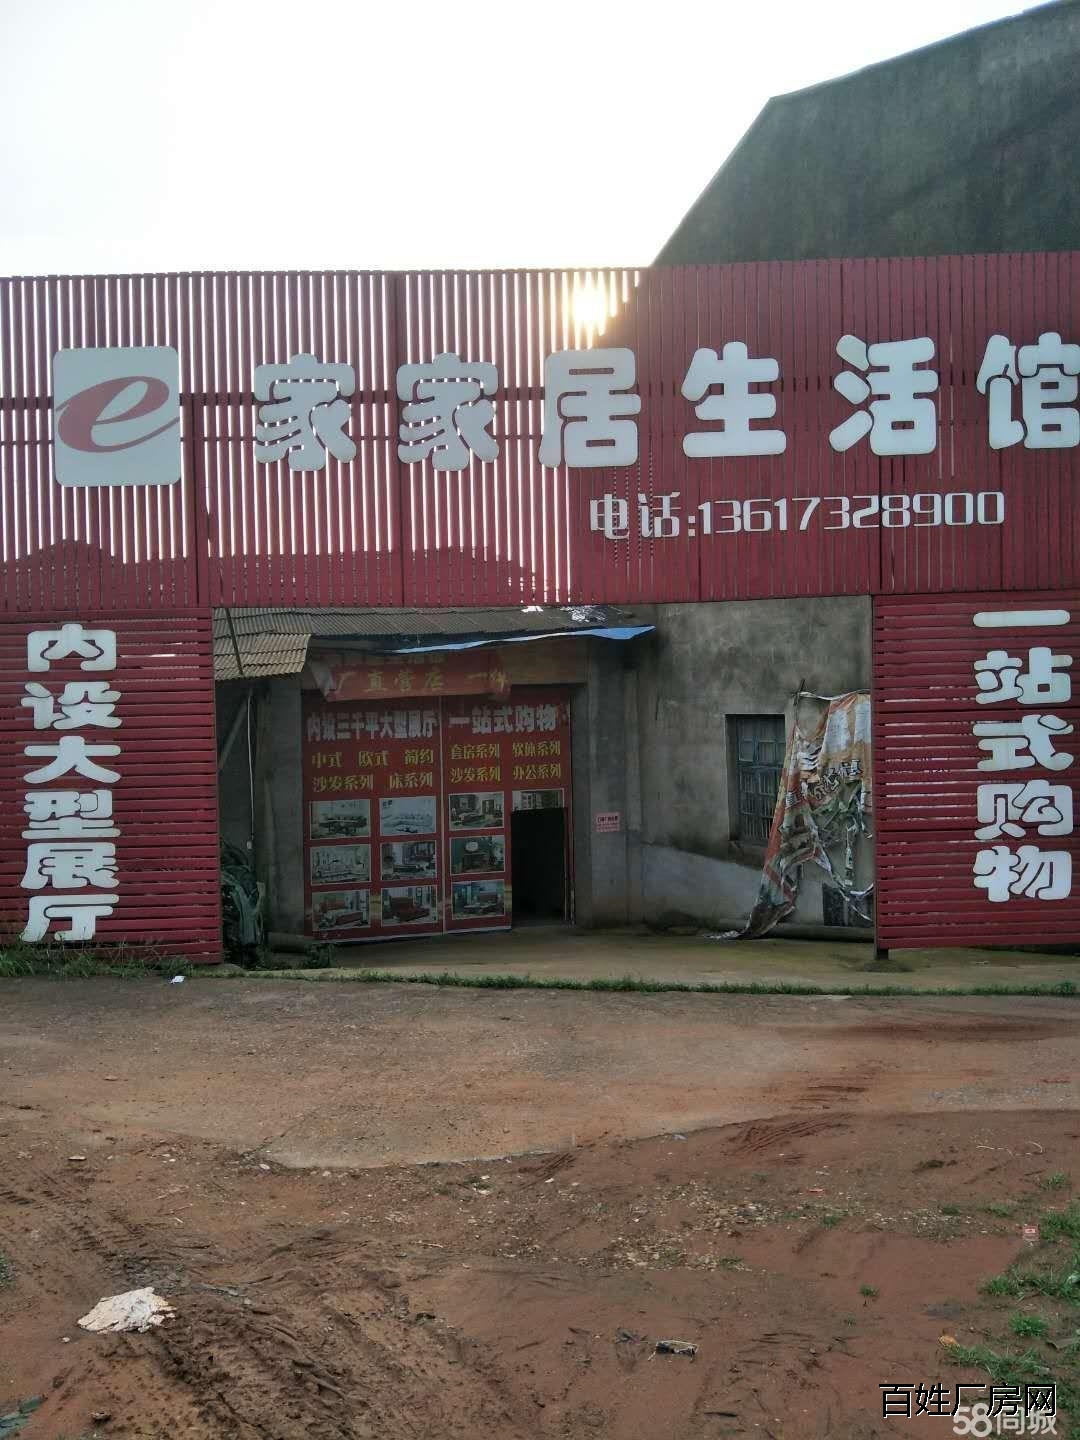 e 家家居生活馆
电话:13617328900
内设大型展厅
一站式购物
厂直营店
内设三千平大型展厅 一站式购物
中式 欧式 简约 套房系列 软床系列
沙发系列 床系列 沙发系列 办公系列
百姓厂房网
58同城